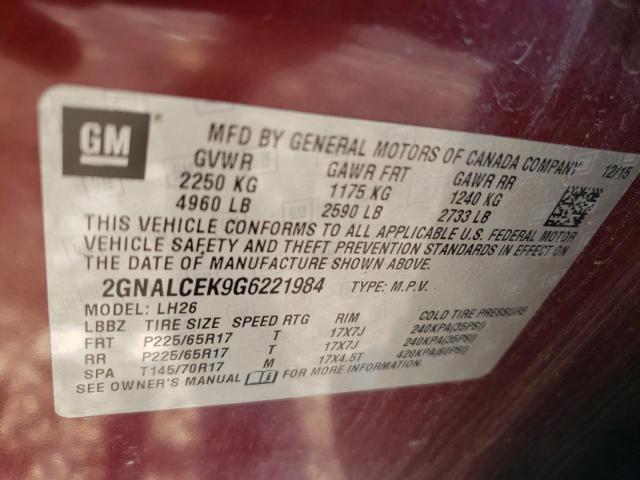 GM
MFD BY GENERAL MOTORS OF CANADA COMPANY 12/15
GVWR GAWR FRT GAWR RR
2250 KG 1175 KG 1240 KG
4960 LB 2590 LB 2733 LB
THIS VEHICLE CONFORMS TO ALL APPLICABLE U.S. FEDERAL MOTOR
VEHICLE SAFETY AND THEFT PREVENTION STANDARDS IN EFFECT ON
THE DATE OF MANUFACTURE SHOWN ABOVE.
2GNALCEK9G6221984 TYPE: M.P.V.
MODEL: LH26
LBBZ TIRE SIZE SPEED RTG RIM
FRT P225/65R17 T 17X7J 240KPA(35PSI)
RR P225/65R17 T 17X7J 240KPA(35PSI)
SPA T145/70R17 M 17X4.5T 420KPA(60PSI)
SEE OWNER'S MANUAL FOR MORE INFORMATION.